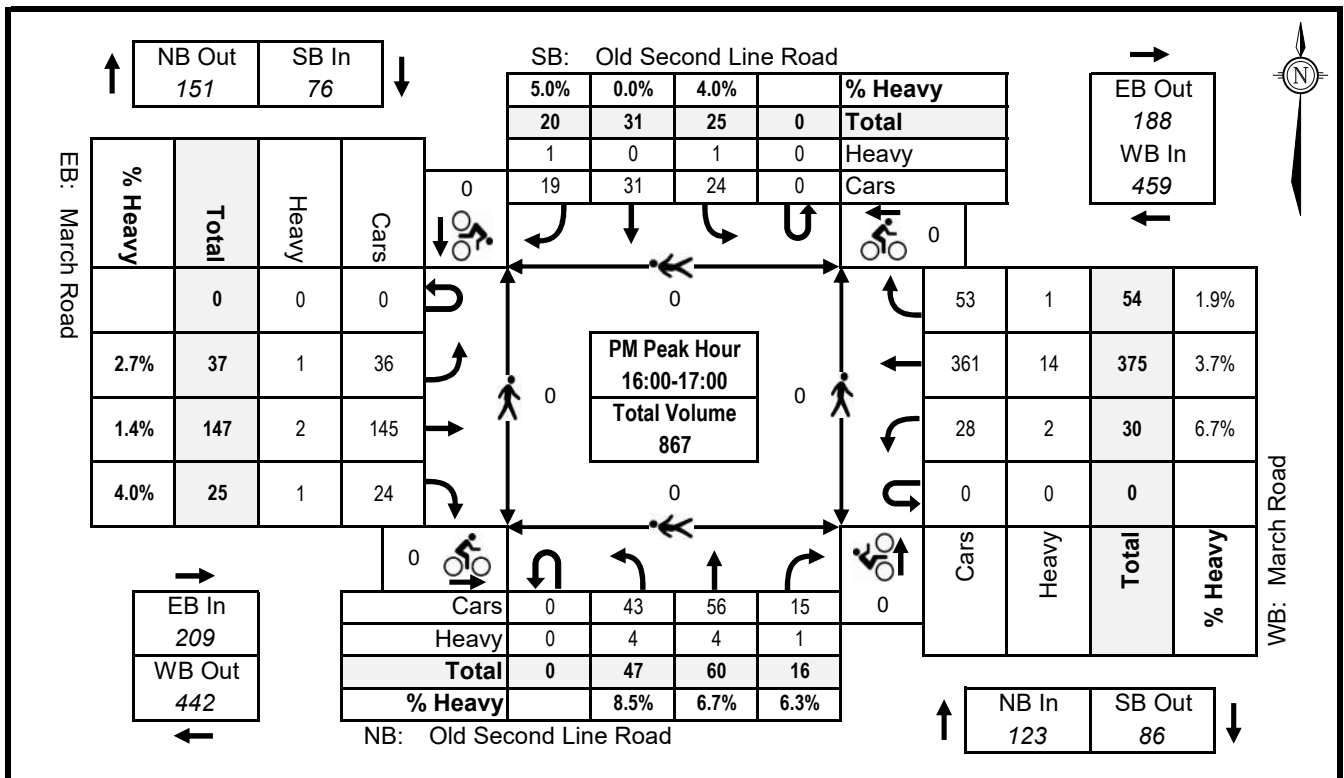 NB Out SB In
151 76
SB: Old Second Line Road
5.0% 0.0% 4.0% % Heavy
20 31 25 0 Total
1 0 1 0 Heavy
19 31 24 0 Cars
EB Out
188
WB In
459
N
EB: March Road
% Heavy Total Heavy Cars
0
0
0 0 0
2.7% 37 1 36
1.4% 147 2 145
4.0% 25 1 24
0
0
PM Peak Hour
16:00-17:00
Total Volume
867
0
0
53 1 54 1.9%
361 14 375 3.7%
28 2 30 6.7%
0 0 0
Cars Heavy Total % Heavy
WB: March Road
0
0
EB In
209
WB Out
442
Cars 0 43 56 15
Heavy 0 4 4 1
Total 0 47 60 16
% Heavy 8.5% 6.7% 6.3%
NB: Old Second Line Road
NB In SB Out
123 86